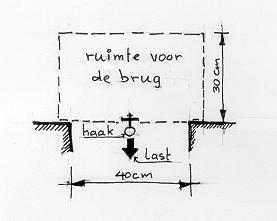 ruimte voor
de brug
30 cm
haak
last
40cm